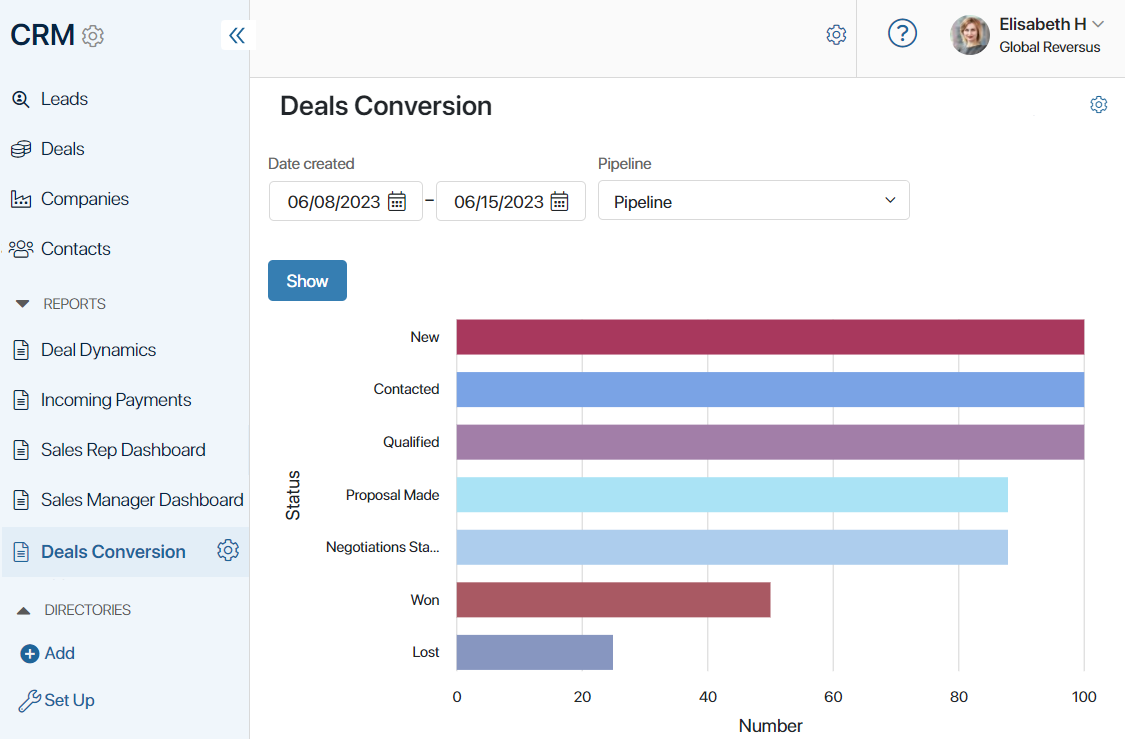 CRM
Elisabeth H
Global Reversus
Leads
Deals
Companies
Contacts
REPORTS
Deal Dynamics
Incoming Payments
Sales Rep Dashboard
Sales Manager Dashboard
Deals Conversion
DIRECTORIES
Add
Set Up
Deals Conversion
Date created
Pipeline
06/08/2023 – 06/15/2023
Pipeline
Show
Status
New
Contacted
Qualified
Proposal Made
Negotiations Sta...
Won
Lost
0 20 40 60 80 100
Number